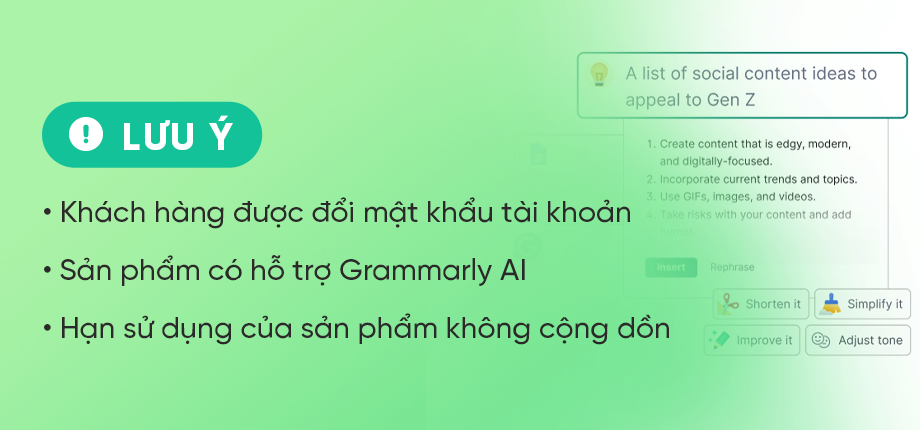 LƯU Ý
• Khách hàng được đổi mật khẩu tài khoản
• Sản phẩm có hỗ trợ Grammarly AI
• Hạn sử dụng của sản phẩm không cộng dồn
A list of social content ideas to
appeal to Gen Z
1. Create content that is edgy, modern,
and digitally-focused.
2. Incorporate current trends and topics.
3. Use GIFs, images, and videos.
4. Take risks with your content and add
Insert Rephrase
Shorten it Simplify it
Improve it Adjust tone